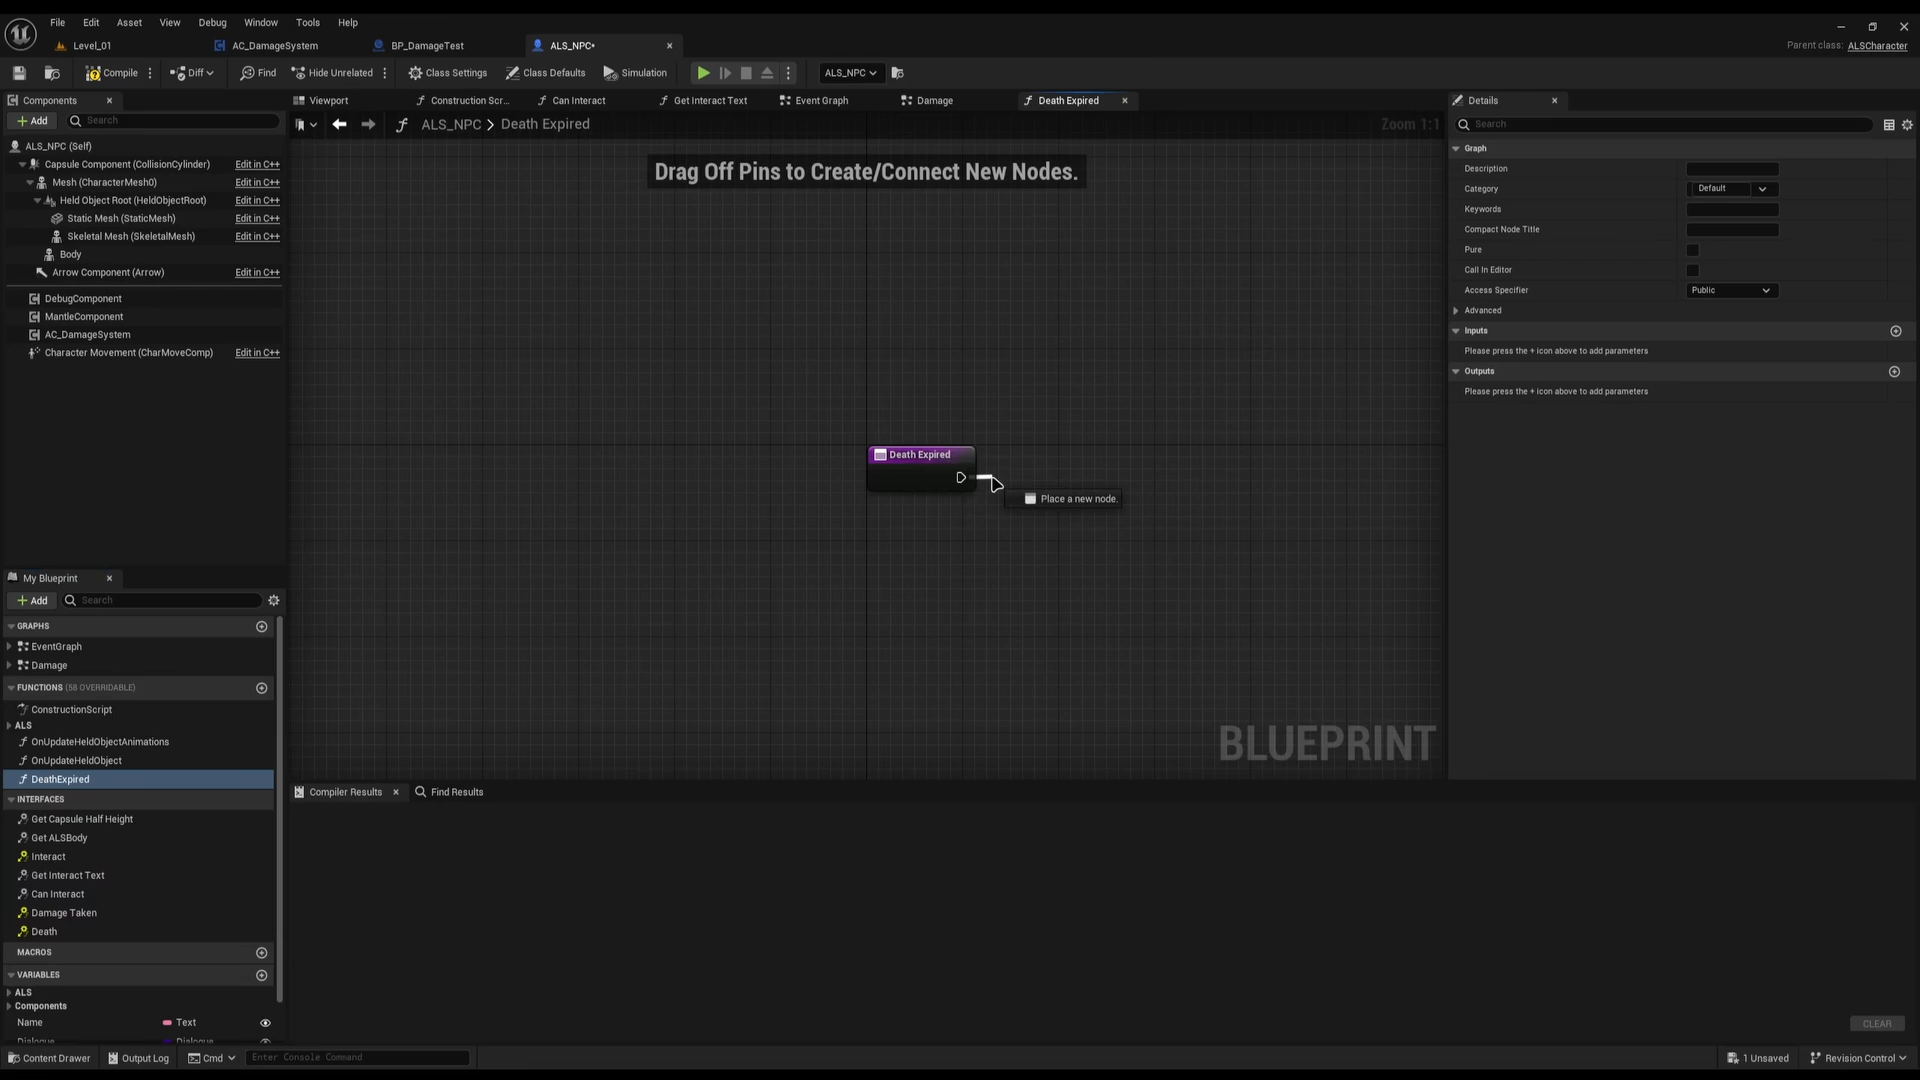 File Edit Asset View Debug Window Tools Help
Level_01 AC_DamageSystem BP_DamageTest ALS_NPC*
Parent class: ALSCharacter
Compile Diff Find Hide Unrelated Class Settings Class Defaults Simulation ALS_NPC
Components
Add Search
ALS_NPC (Self)
Capsule Component (CollisionCylinder) Edit in C++
Mesh (CharacterMesh0) Edit in C++
Held Object Root (HeldObjectRoot) Edit in C++
Static Mesh (StaticMesh) Edit in C++
Skeletal Mesh (SkeletalMesh) Edit in C++
Body
Arrow Component (Arrow) Edit in C++
DebugComponent
MantleComponent
AC_DamageSystem
Character Movement (CharMoveComp) Edit in C++
My Blueprint
Add Search
GRAPHS
EventGraph
Damage
FUNCTIONS (58 OVERRIDABLE)
ConstructionScript
ALS
OnUpdateHeldObjectAnimations
OnUpdateHeldObject
DeathExpired
INTERFACES
Get Capsule Half Height
Get ALSBody
Interact
Get Interact Text
Can Interact
Damage Taken
Death
MACROS
VARIABLES
ALS
Components
Name Text
Dialogue Dialogue
Viewport Construction Scr... Can Interact Get Interact Text Event Graph Damage Death Expired
ALS_NPC > Death Expired
Zoom 1:1
Drag Off Pins to Create/Connect New Nodes.
Death Expired
Place a new node.
BLUEPRINT
Compiler Results Find Results
CLEAR
Details
Search
Graph
Description
Category Default
Keywords
Compact Node Title
Pure
Call In Editor
Access Specifier Public
Advanced
Inputs
Please press the + icon above to add parameters
Outputs
Please press the + icon above to add parameters
Content Drawer Output Log Cmd Enter Console Command
1 Unsaved Revision Control